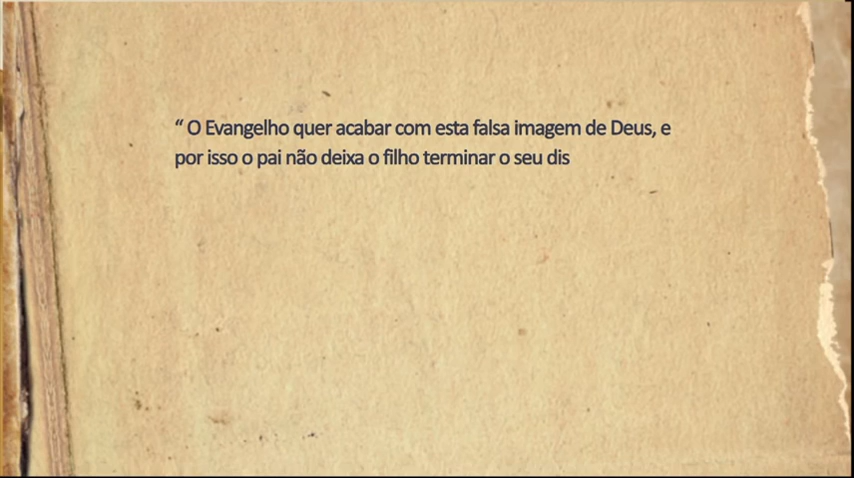 “ O Evangelho quer acabar com esta falsa imagem de Deus, e
por isso o pai não deixa o filho terminar o seu dis